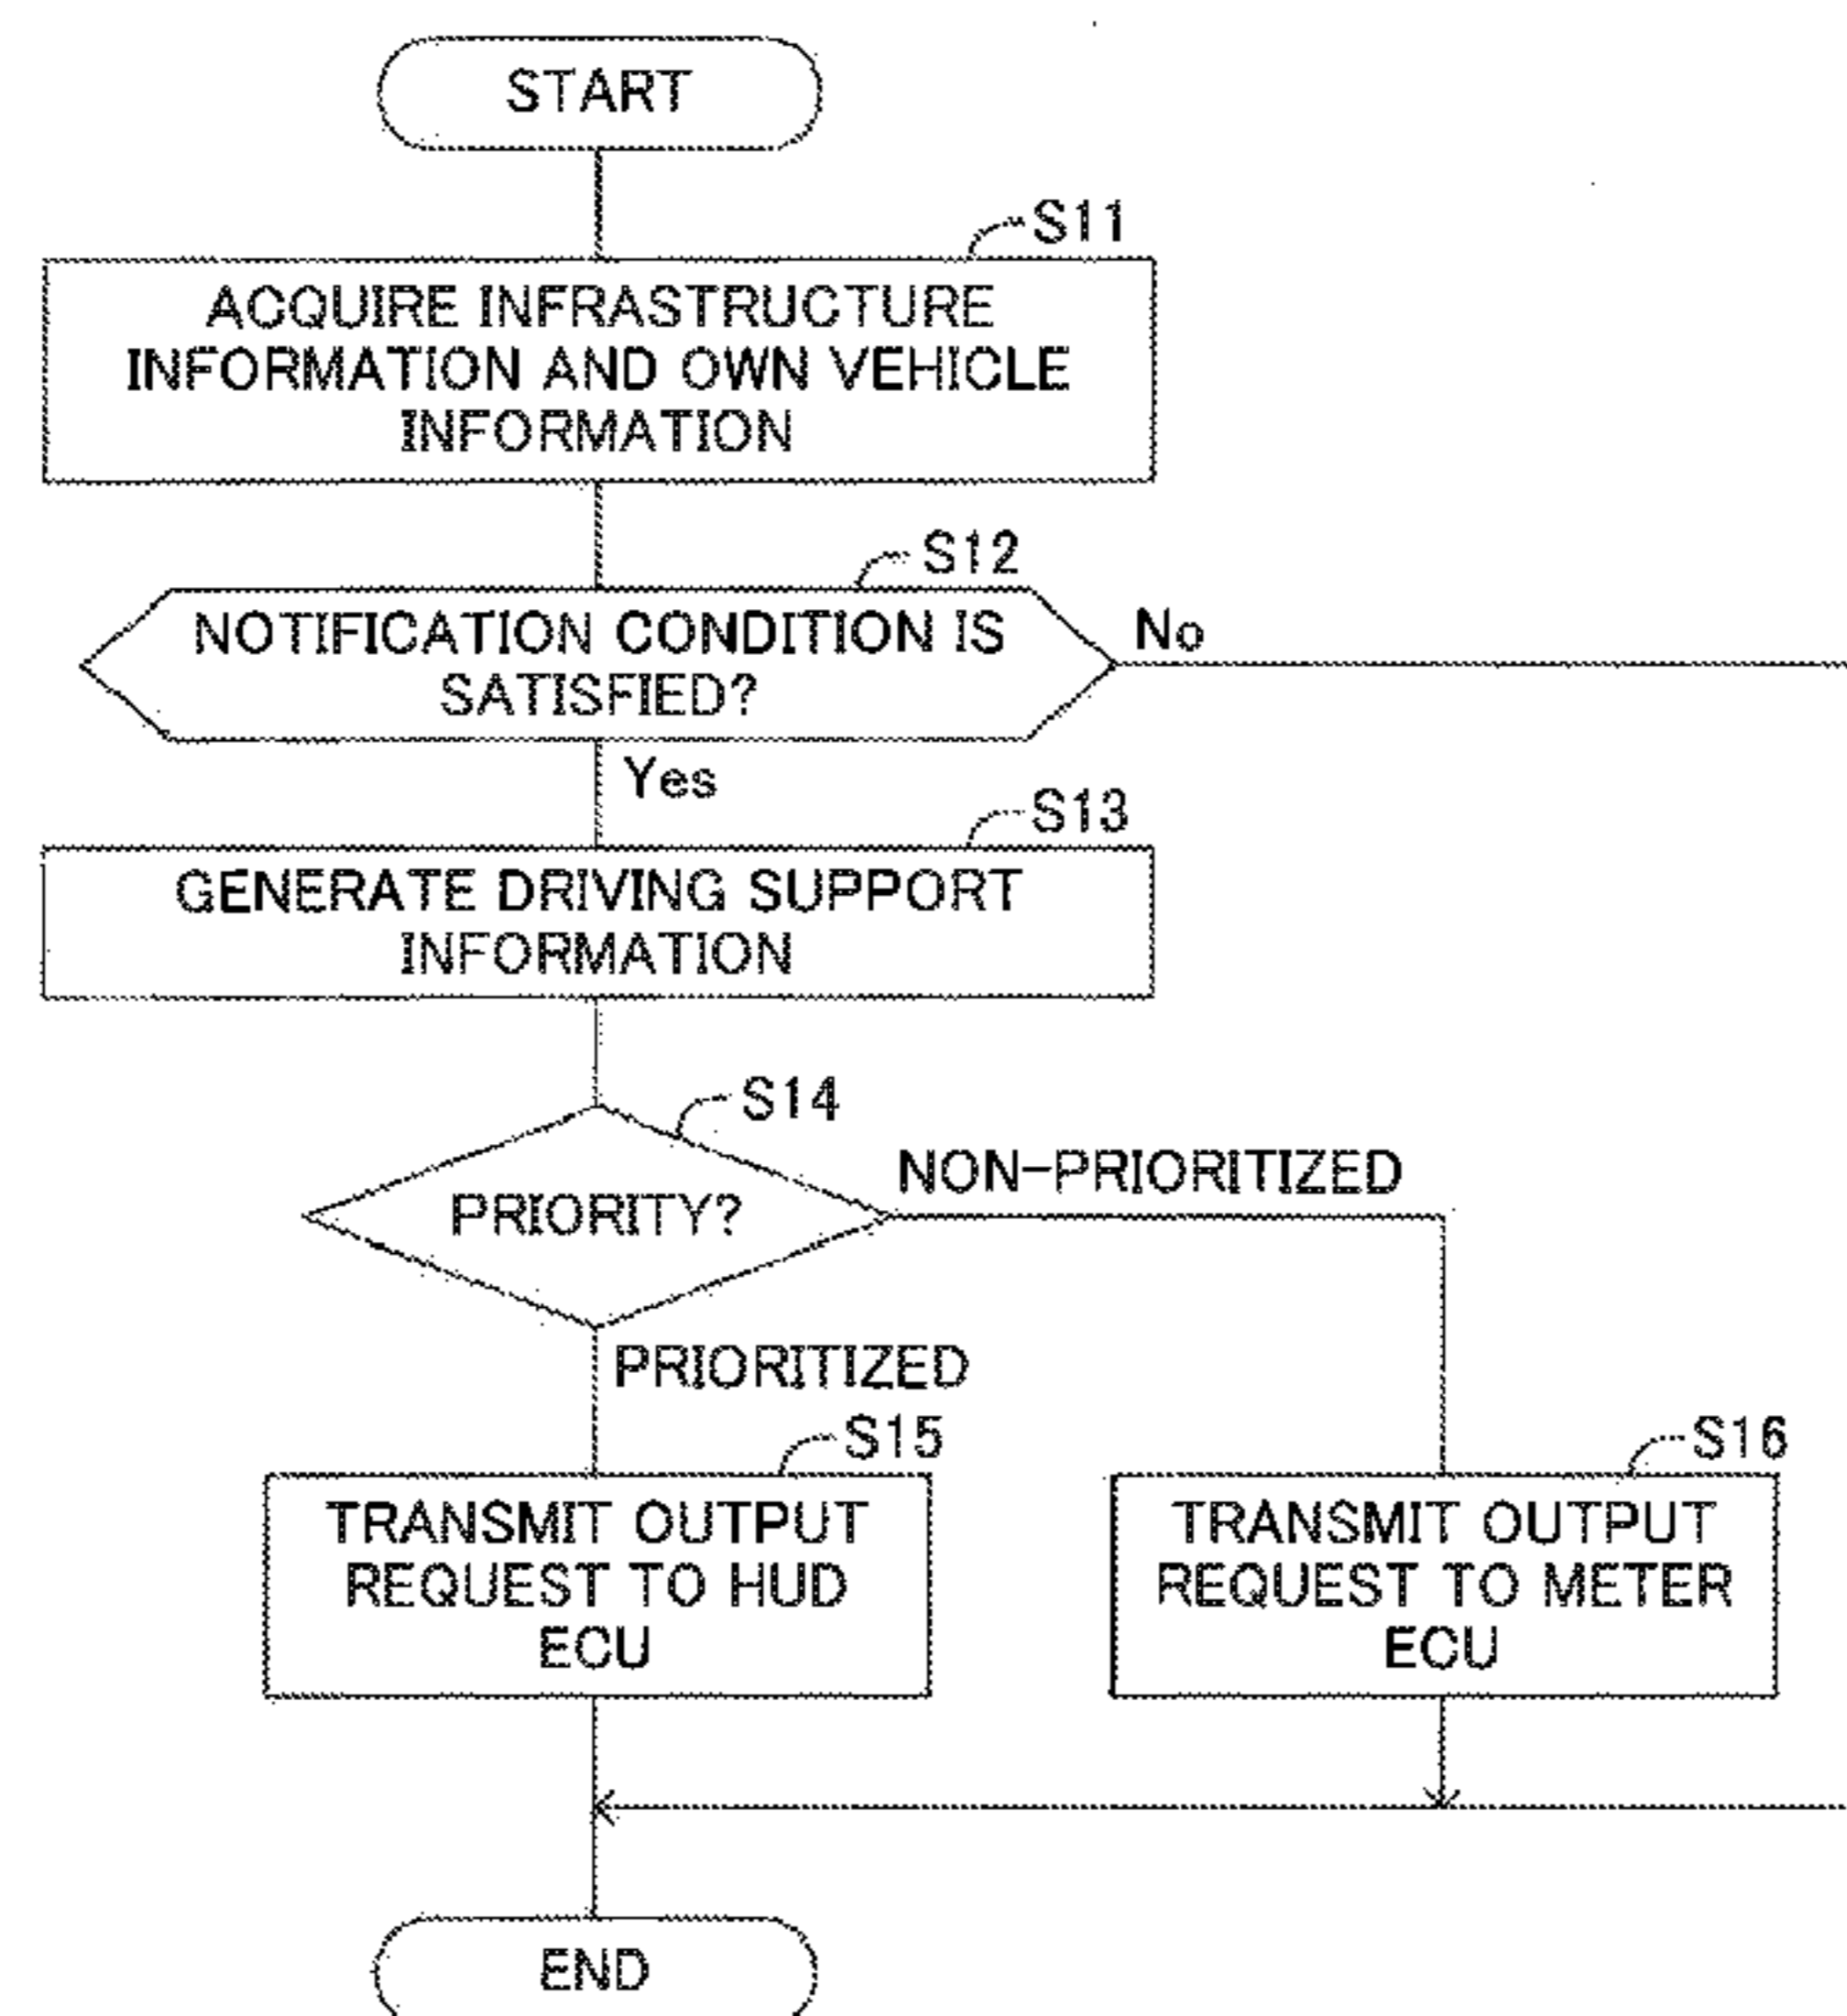 START
S11
ACQUIRE INFRASTRUCTURE
INFORMATION AND OWN VEHICLE
INFORMATION
S12
NOTIFICATION CONDITION IS
SATISFIED?
No
Yes
S13
GENERATE DRIVING SUPPORT
INFORMATION
S14
PRIORITY?
NON-PRIORITIZED
PRIORITIZED
S15
TRANSMIT OUTPUT
REQUEST TO HUD
ECU
S16
TRANSMIT OUTPUT
REQUEST TO METER
ECU
END